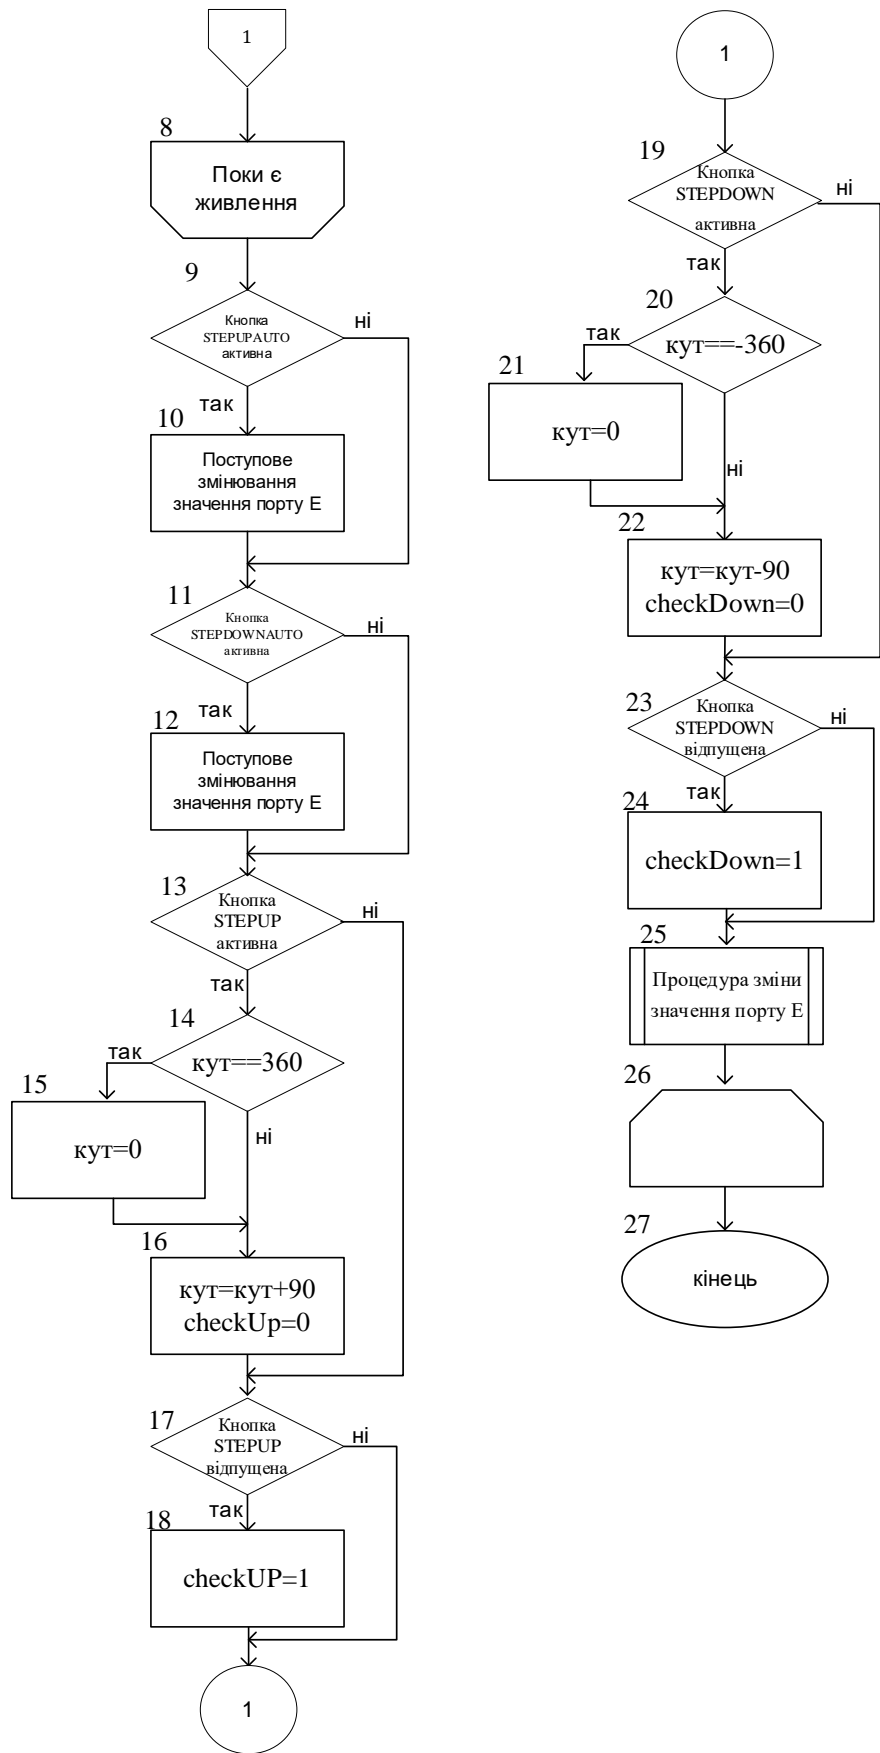 1
8
Поки є
живлення
9
Кнопка
STEPUPAUTO
активна
ні
так
10
Поступове
змінювання
значення порту E
11
Кнопка
STEPDOWNAUTO
активна
ні
так
12
Поступове
змінювання
значення порту E
13
Кнопка
STEPUP
активна
ні
так
14
кут==360
так
15
кут=0
ні
16
кут=кут+90
checkUp=0
17
Кнопка
STEPUP
відпущена
ні
так
18
checkUP=1
1
1
19
Кнопка
STEPDOWN
активна
ні
так
20
кут==-360
так
21
кут=0
ні
22
кут=кут-90
checkDown=0
23
Кнопка
STEPDOWN
відпущена
ні
так
24
checkDown=1
25
Процедура зміни
значення порту E
26
27
кінець